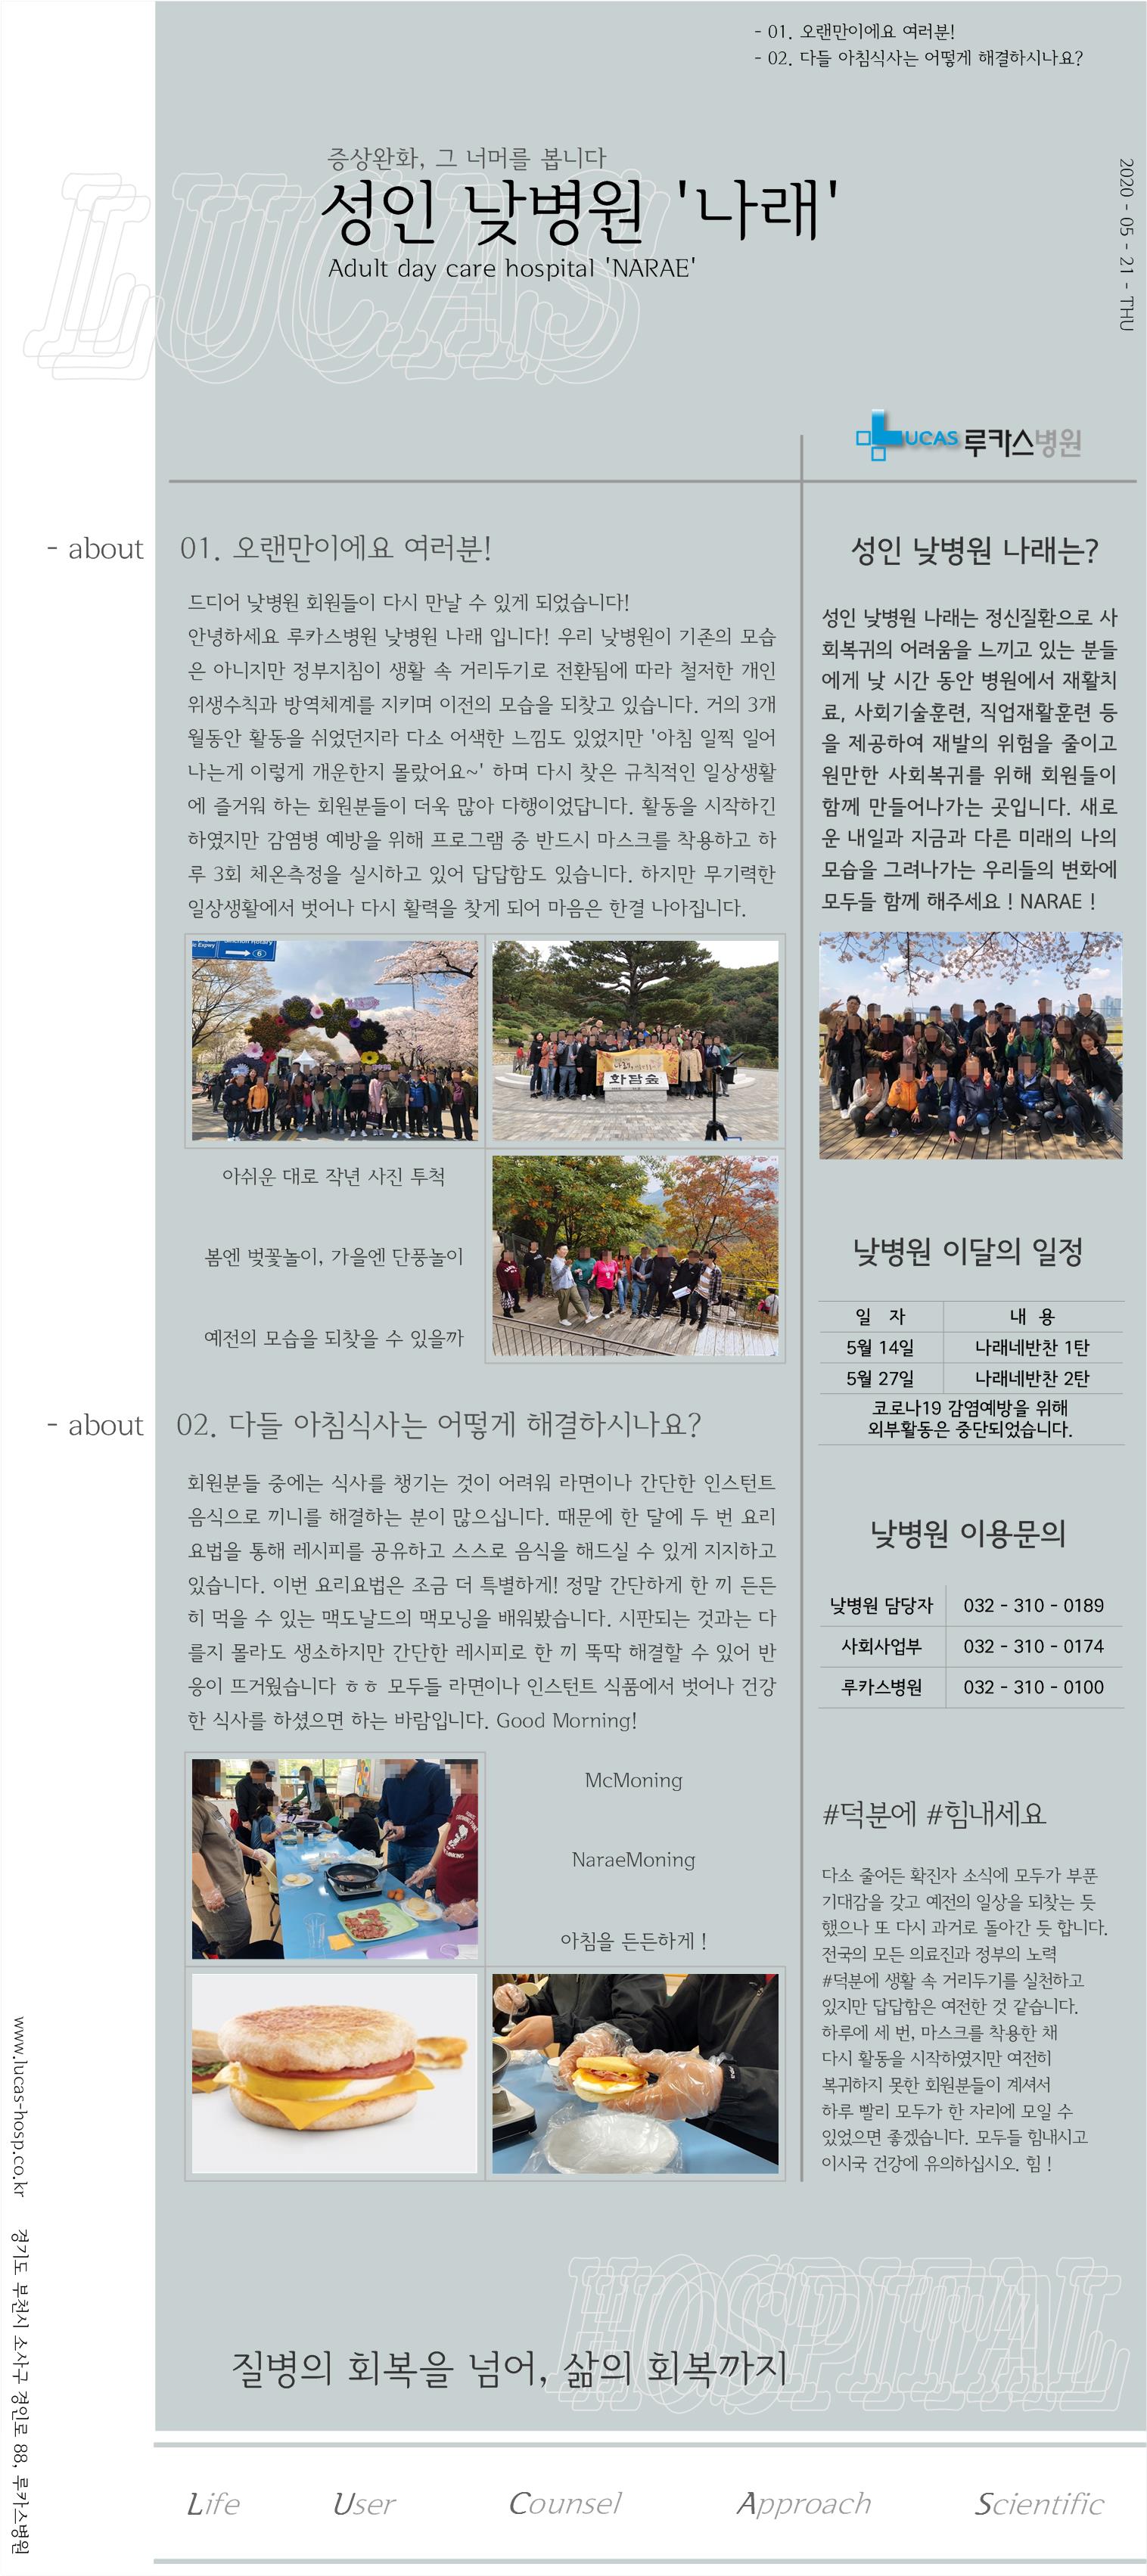 - 01. 오랜만이에요 여러분!
- 02. 다들 아침식사는 어떻게 해결하시나요?
2020 - 05 - 21 - THU
LUCAS
증상완화, 그 너머를 봅니다
성인 낮병원 '나래'
Adult day care hospital 'NARAE'
LUCAS 루카스병원
- about
01. 오랜만이에요 여러분!
드디어 낮병원 회원들이 다시 만날 수 있게 되었습니다!
안녕하세요 루카스병원 낮병원 나래 입니다! 우리 낮병원이 기존의 모습
은 아니지만 정부지침이 생활 속 거리두기로 전환됨에 따라 철저한 개인
위생수칙과 방역체계를 지키며 이전의 모습을 되찾고 있습니다. 거의 3개
월동안 활동을 쉬었던지라 다소 어색한 느낌도 있었지만 '아침 일찍 일어
나는게 이렇게 개운한지 몰랐어요~' 하며 다시 찾은 규칙적인 일상생활
에 즐거워 하는 회원분들이 더욱 많아 다행이었답니다. 활동을 시작하긴
하였지만 감염병 예방을 위해 프로그램 중 반드시 마스크를 착용하고 하
루 3회 체온측정을 실시하고 있어 답답함도 있습니다. 하지만 무기력한
일상생활에서 벗어나 다시 활력을 찾게 되어 마음은 한결 나아집니다.
6
화담숲
아쉬운 대로 작년 사진 투척
봄엔 벚꽃놀이, 가을엔 단풍놀이
예전의 모습을 되찾을 수 있을까
- about
02. 다들 아침식사는 어떻게 해결하시나요?
회원분들 중에는 식사를 챙기는 것이 어려워 라면이나 간단한 인스턴트
음식으로 끼니를 해결하는 분이 많으십니다. 때문에 한 달에 두 번 요리
요법을 통해 레시피를 공유하고 스스로 음식을 해드실 수 있게 지지하고
있습니다. 이번 요리요법은 조금 더 특별하게! 정말 간단하게 한 끼 든든
히 먹을 수 있는 맥도날드의 맥모닝을 배워봤습니다. 시판되는 것과는 다
를지 몰라도 생소하지만 간단한 레시피로 한 끼 뚝딱 해결할 수 있어 반
응이 뜨거웠습니다 ㅎㅎ 모두들 라면이나 인스턴트 식품에서 벗어나 건강
한 식사를 하셨으면 하는 바람입니다. Good Morning!
McMoning
NaraeMoning
아침을 든든하게 !
성인 낮병원 나래는?
성인 낮병원 나래는 정신질환으로 사
회복귀의 어려움을 느끼고 있는 분들
에게 낮 시간 동안 병원에서 재활치
료, 사회기술훈련, 직업재활훈련 등
을 제공하여 재발의 위험을 줄이고
원만한 사회복귀를 위해 회원들이
함께 만들어나가는 곳입니다. 새로
운 내일과 지금과 다른 미래의 나의
모습을 그려나가는 우리들의 변화에
모두들 함께 해주세요 ! NARAE !
낮병원 이달의 일정
일 자 내 용
5월 14일 나래네반찬 1탄
5월 27일 나래네반찬 2탄
코로나19 감염예방을 위해
외부활동은 중단되었습니다.
낮병원 이용문의
낮병원 담당자 032 - 310 - 0189
사회사업부 032 - 310 - 0174
루카스병원 032 - 310 - 0100
#덕분에 #힘내세요
다소 줄어든 확진자 소식에 모두가 부푼
기대감을 갖고 예전의 일상을 되찾는 듯
했으나 또 다시 과거로 돌아간 듯 합니다.
전국의 모든 의료진과 정부의 노력
#덕분에 생활 속 거리두기를 실천하고
있지만 답답함은 여전한 것 같습니다.
하루에 세 번, 마스크를 착용한 채
다시 활동을 시작하였지만 여전히
복귀하지 못한 회원분들이 계셔서
하루 빨리 모두가 한 자리에 모일 수
있었으면 좋겠습니다. 모두들 힘내시고
이시국 건강에 유의하십시오. 힘 !
HOSPITAL
질병의 회복을 넘어, 삶의 회복까지
www.lucas-hosp.co.kr 경기도 부천시 소사구 경인로 88, 루카스병원
Life User Counsel Approach Scientific